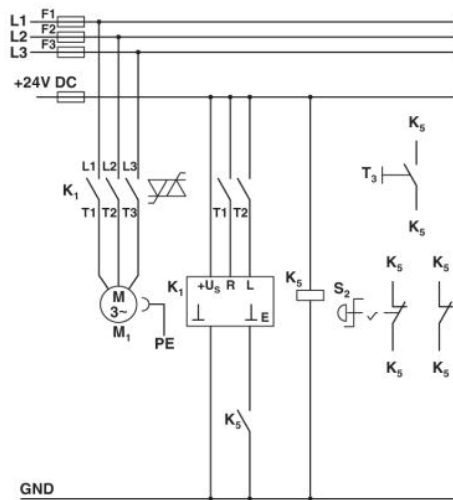 L1 F1
L2 F2
L3 F3
+24V DC
L1 L2 L3
K1
T1 T2 T3
M
3~
M1
PE
T1 T2
K1
+US R L
E
K5
K5
S2
K5
T3
K5
K5 K5
K5 K5
GND